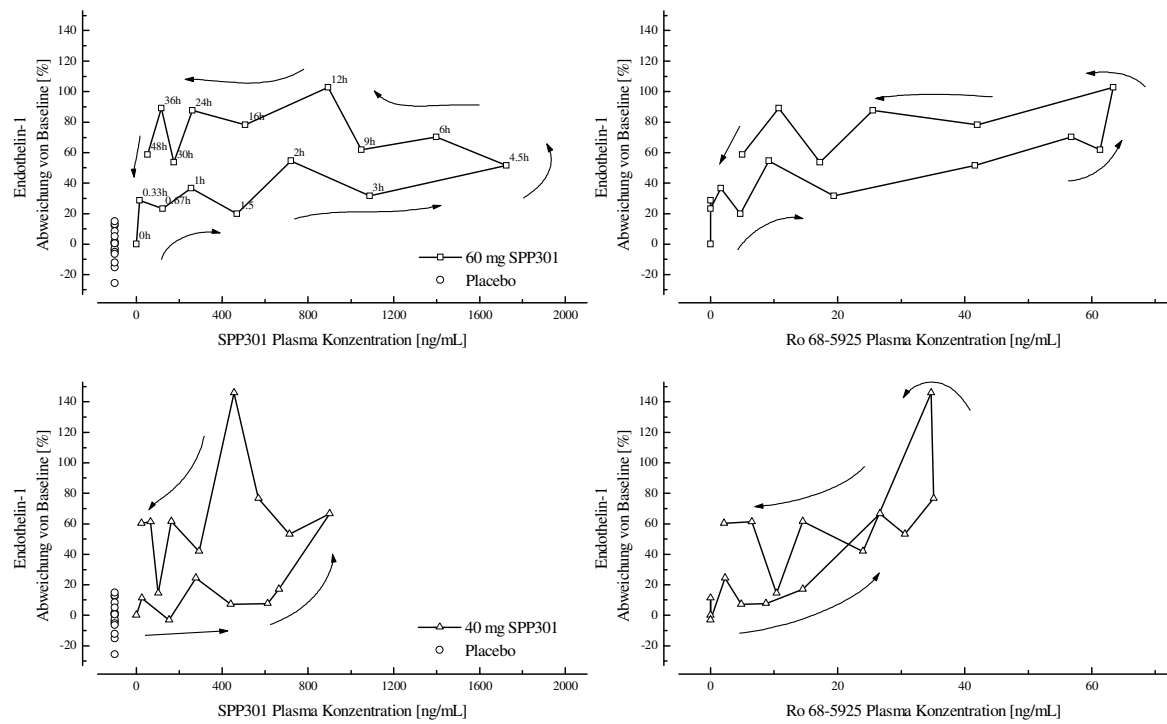 Endothelin-1
Abweichung von Baseline [%]
140
120
100
80
60
40
20
0
-20
36h
24h
12h
16h
48h
30h
9h
6h
4.5h
2h
3h
1h
0.33h
0.67h
1.5
0h
60 mg SPP301
Placebo
0
400
800
1200
1600
2000
SPP301 Plasma Konzentration [ng/mL]
Endothelin-1
Abweichung von Baseline [%]
140
120
100
80
60
40
20
0
-20
0
20
40
60
Ro 68-5925 Plasma Konzentration [ng/mL]
Endothelin-1
Abweichung von Baseline [%]
140
120
100
80
60
40
20
0
-20
40 mg SPP301
Placebo
0
400
800
1200
1600
2000
SPP301 Plasma Konzentration [ng/mL]
Endothelin-1
Abweichung von Baseline [%]
140
120
100
80
60
40
20
0
-20
0
20
40
60
Ro 68-5925 Plasma Konzentration [ng/mL]